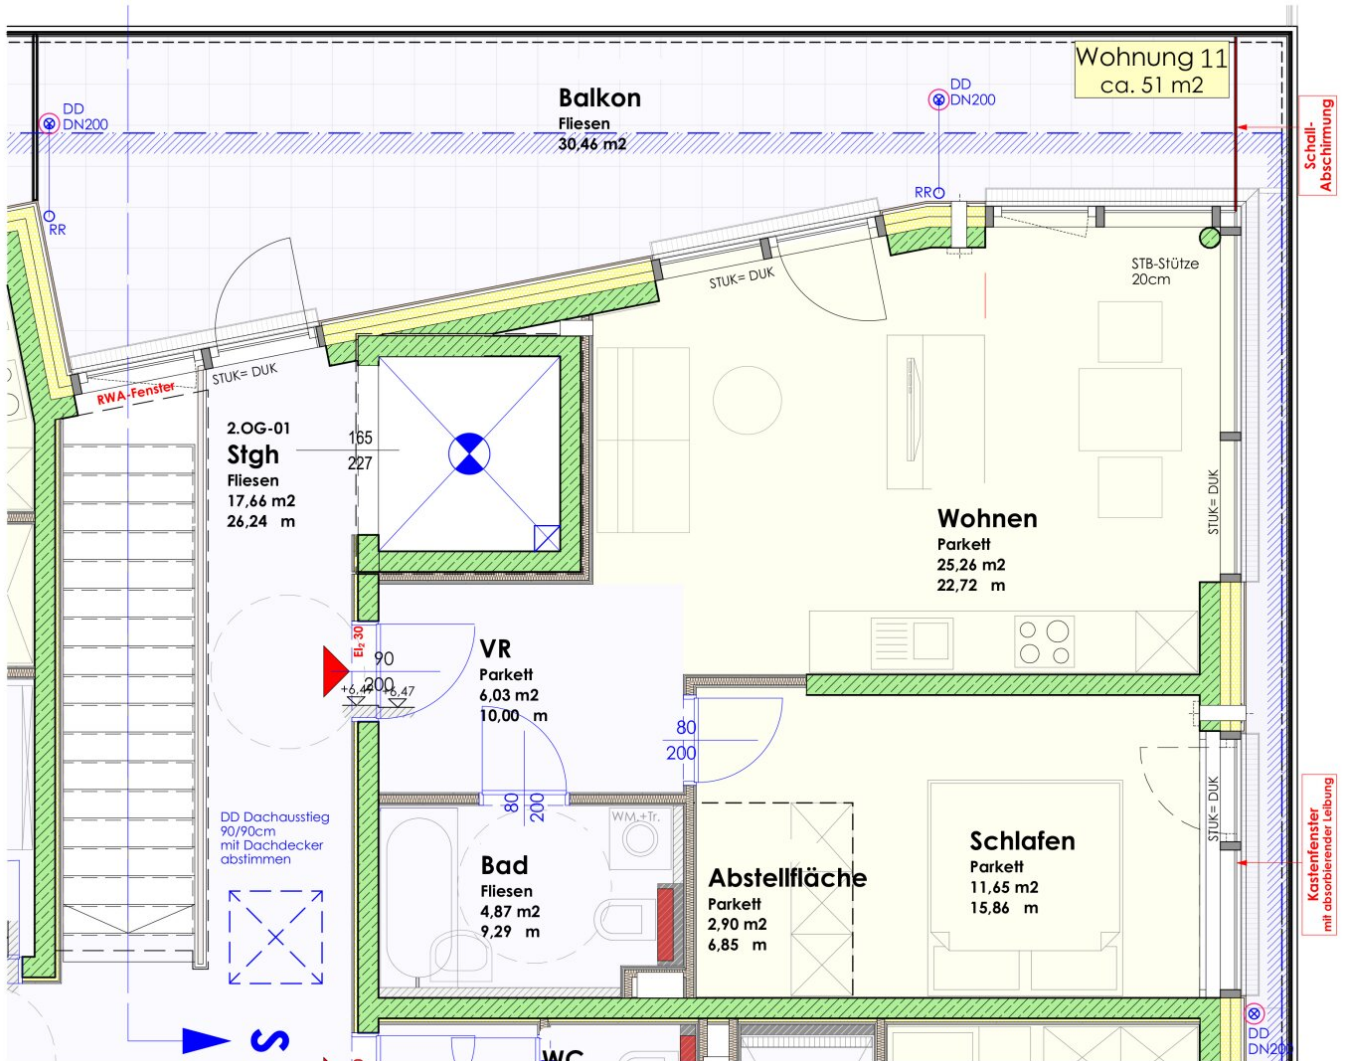 Wohnung 11
ca. 51 m2
Balkon
Fliesen
30,46 m2
DD
DN200
DD
DN200
RR
RR
Schall-
Abschirmung
STB-Stütze
20cm
STUK= DUK
STUK= DUK
RWA-Fenster
2.OG-01
Stgh
Fliesen
17,66 m2
26,24 m
165
227
STUK= DUK
Wohnen
Parkett
25,26 m2
22,72 m
EI₂ 30
90
200
+6,47
+6,47
VR
Parkett
6,03 m2
10,00 m
80
200
80
200
STUK= DUK
DD Dachausstieg
90/90cm
mit Dachdecker
abstimmen
WM.+Tr.
Bad
Fliesen
4,87 m2
9,29 m
Abstellfläche
Parkett
2,90 m2
6,85 m
Schlafen
Parkett
11,65 m2
15,86 m
Kastenfenster
mit absorbierender Leibung
S
WC
DD
DN200